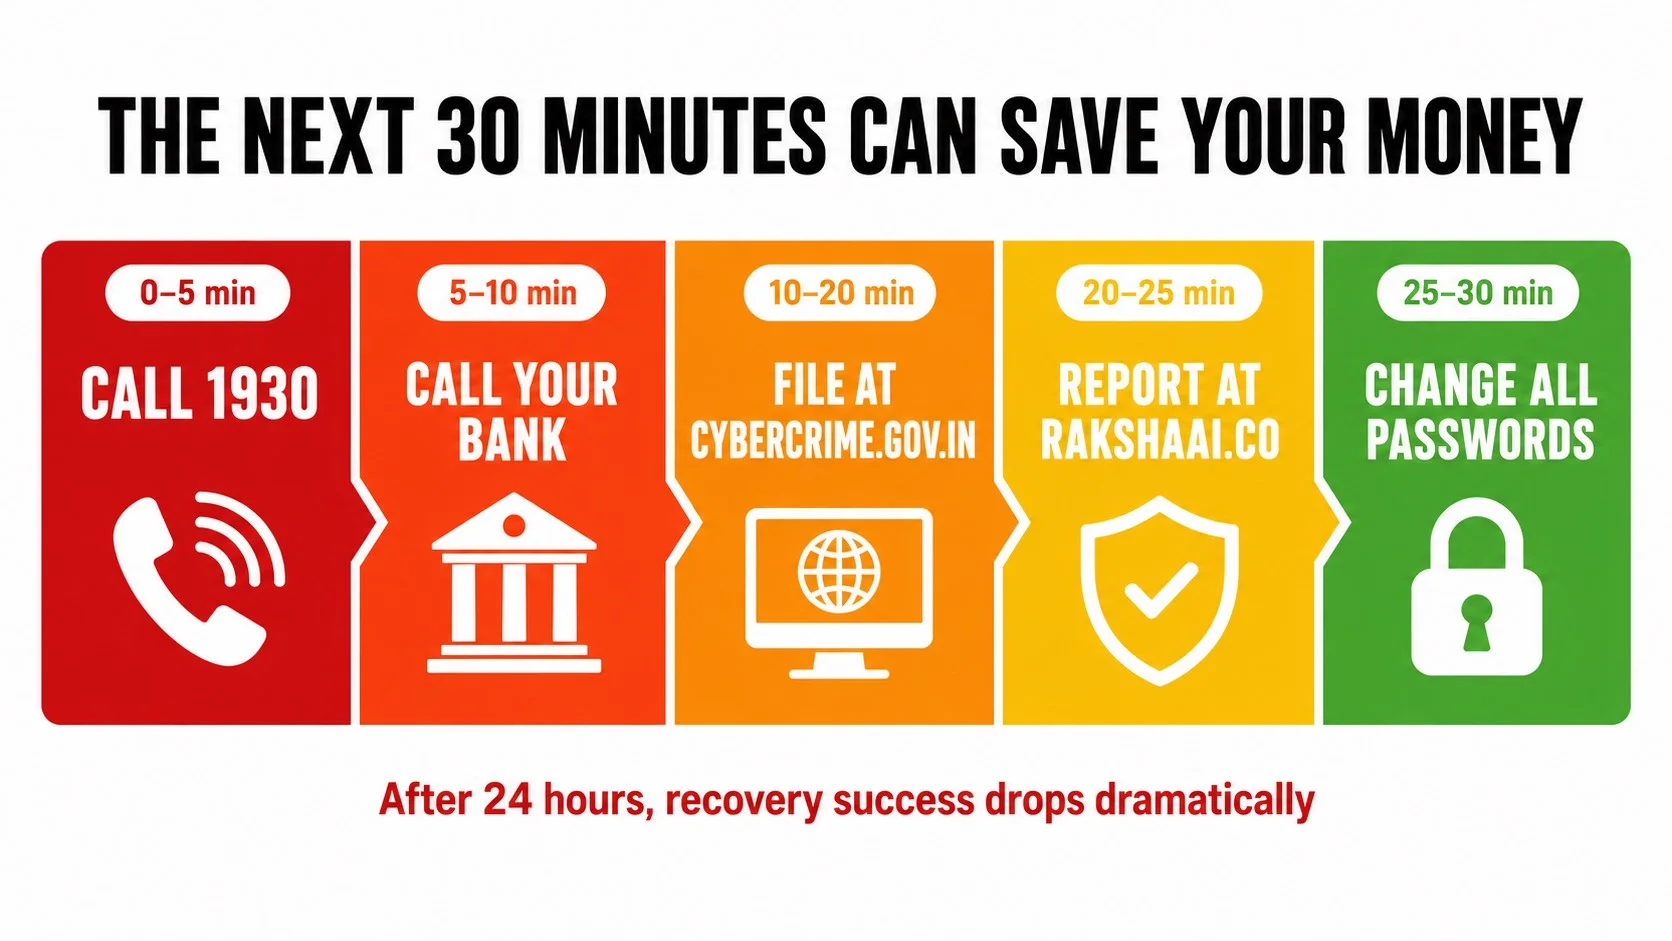 THE NEXT 30 MINUTES CAN SAVE YOUR MONEY
0–5 min
CALL 1930
5–10 min
CALL YOUR
BANK
10–20 min
FILE AT
CYBERCRIME.GOV.IN
20–25 min
REPORT AT
RAKSHAAI.CO
25–30 min
CHANGE ALL
PASSWORDS
After 24 hours, recovery success drops dramatically